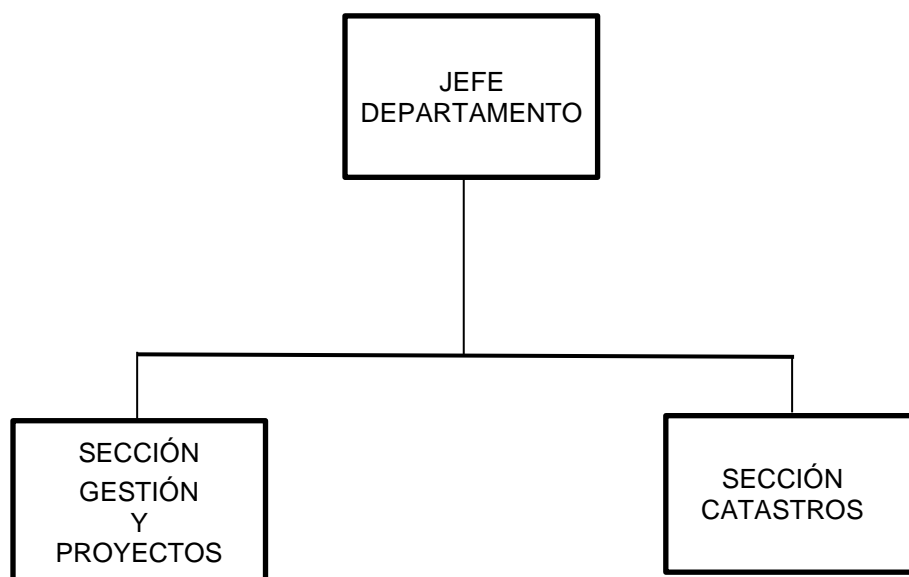 JEFE
DEPARTAMENTO
SECCIÓN
GESTIÓN
Y
PROYECTOS
SECCIÓN
CATASTROS